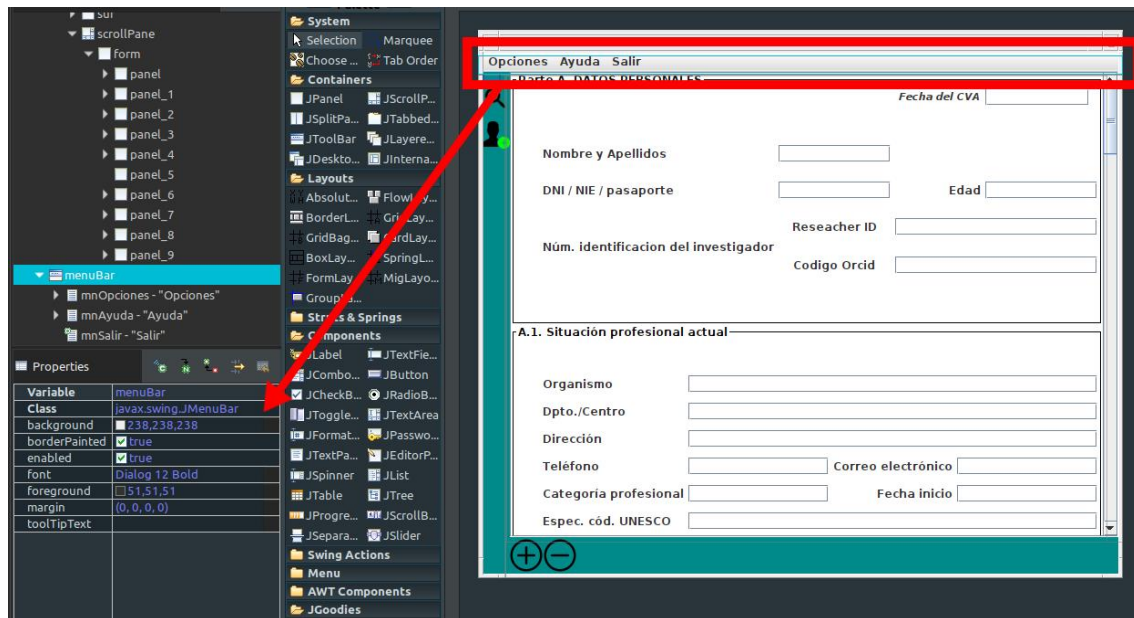 sur
scrollPane
form
panel
panel_1
panel_2
panel_3
panel_4
panel_5
panel_6
panel_7
panel_8
panel_9
menuBar
mnOpciones - "Opciones"
mnAyuda - "Ayuda"
mnSalir - "Salir"
Properties
Variable menuBar
Class javax.swing.JMenuBar
background 238,238,238
borderPainted true
enabled true
font Dialog 12 Bold
foreground 51,51,51
margin (0, 0, 0, 0)
toolTipText
System
Selection Marquee
Choose ... Tab Order
Containers
JPanel JScrollP...
JSplitPa... JTabbed...
JToolBar JLayere...
JDeskto... JInterna...
Layouts
Absolut... FlowLay...
BorderL... GridLay...
GridBag... CardLay...
BoxLay... SpringL...
FormLay... MigLayo...
Struts & Springs
Components
JLabel JTextFie...
JCombo... JButton
JCheckB... JRadioB...
JToggle... JTextArea
JFormat... JPasswo...
JTextPa... JEditorP...
JSpinner JList
JTable JTree
JProgre... JScrollB...
JSepara... JSlider
Swing Actions
Menu
AWT Components
JGoodies
Opciones Ayuda Salir
Parte A. DATOS PERSONALES
Fecha del CVA
Nombre y Apellidos
DNI / NIE / pasaporte Edad
Reseacher ID
Núm. identificacion del investigador
Codigo Orcid
A.1. Situación profesional actual
Organismo
Dpto./Centro
Dirección
Teléfono Correo electrónico
Categoría profesional Fecha inicio
Espec. cód. UNESCO